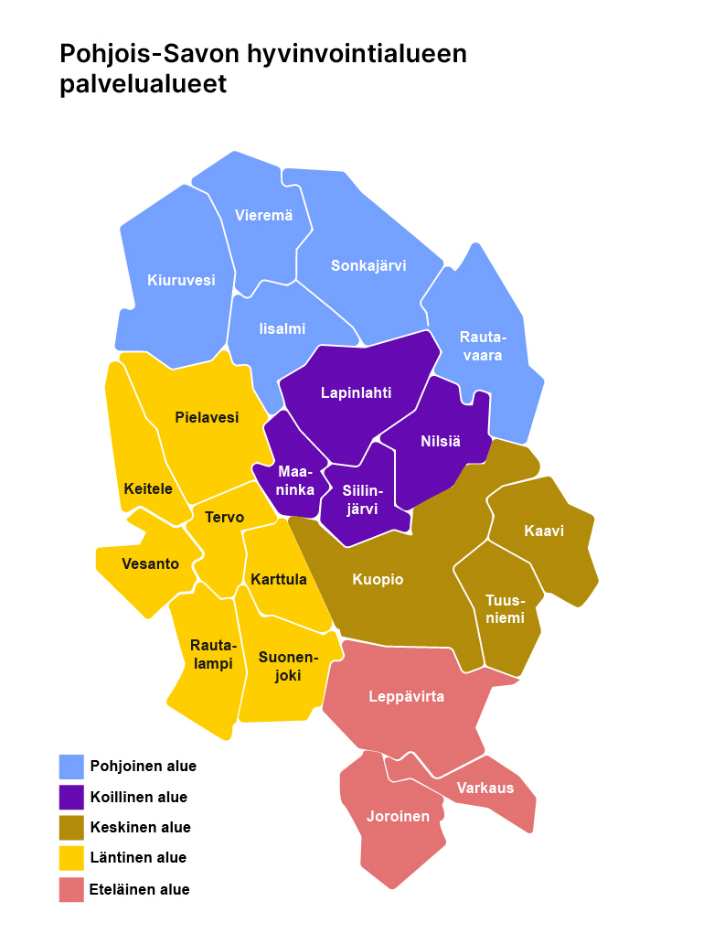 Pohjois-Savon hyvinvointialueen
palvelualueet
Vieremä
Sonkajärvi
Kiuruvesi
Iisalmi
Rauta-
vaara
Lapinlahti
Pielavesi
Nilsiä
Maa-
ninka
Keitele
Siilin-
järvi
Tervo
Kaavi
Vesanto
Karttula
Kuopio
Tuus-
niemi
Rauta-
lampi
Suonen-
joki
Leppävirta
Varkaus
Joroinen
Pohjoinen alue
Koillinen alue
Keskinen alue
Läntinen alue
Eteläinen alue